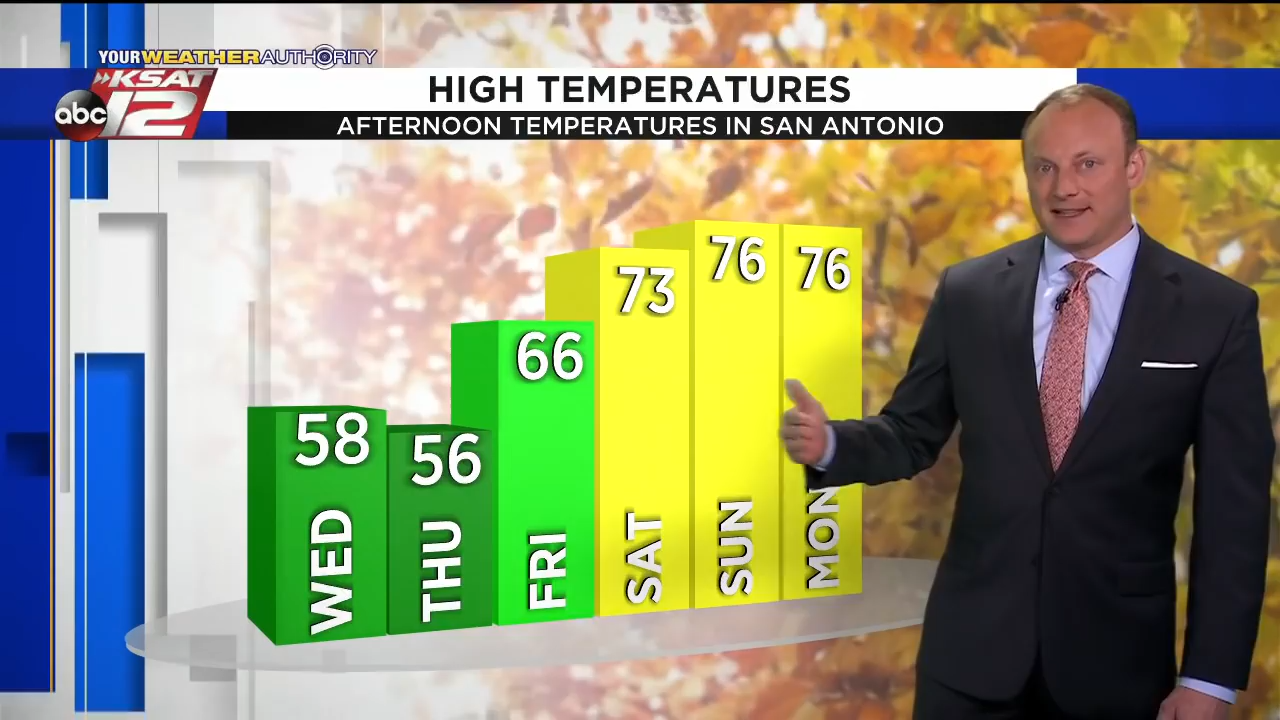 YOURWEATHERAUTHORITY
KSAT
abc
12
HIGH TEMPERATURES
AFTERNOON TEMPERATURES IN SAN ANTONIO
58
56
66
73
76
76
WED
THU
FRI
SAT
SUN
MON